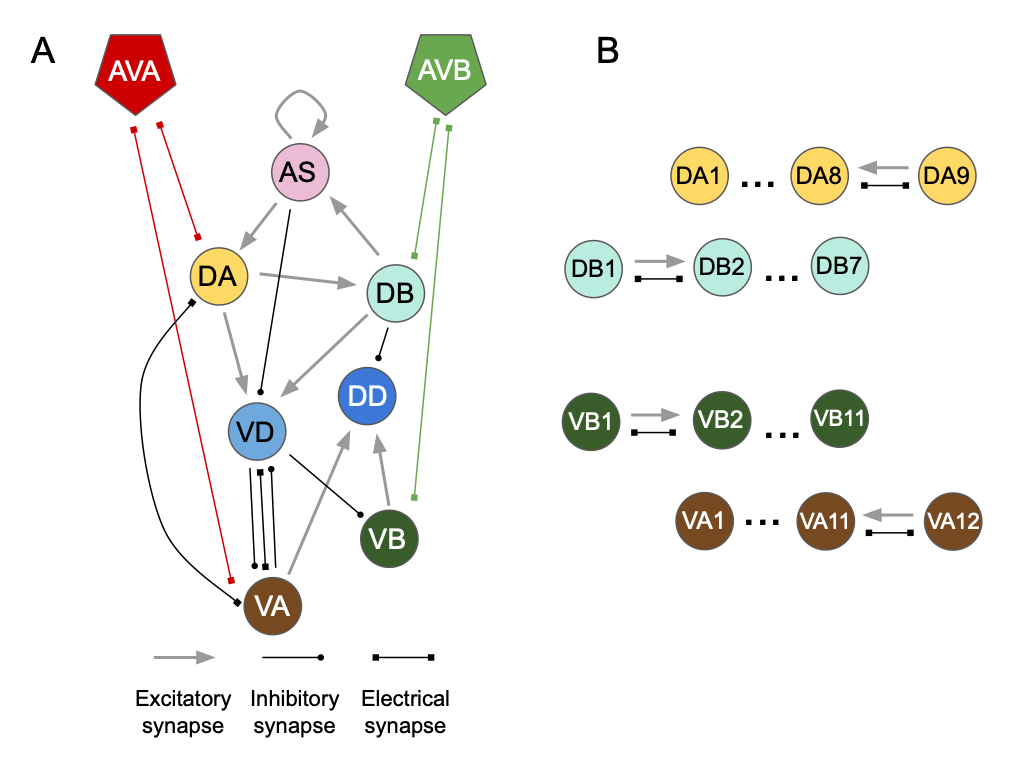 A
B
AVA
AVB
AS
DA
DB
DD
VD
VB
VA
Excitatory
synapse
Inhibitory
synapse
Electrical
synapse
DA1 ... DA8 DA9
DB1 DB2 ... DB7
VB1 VB2 ... VB11
VA1 ... VA11 VA12